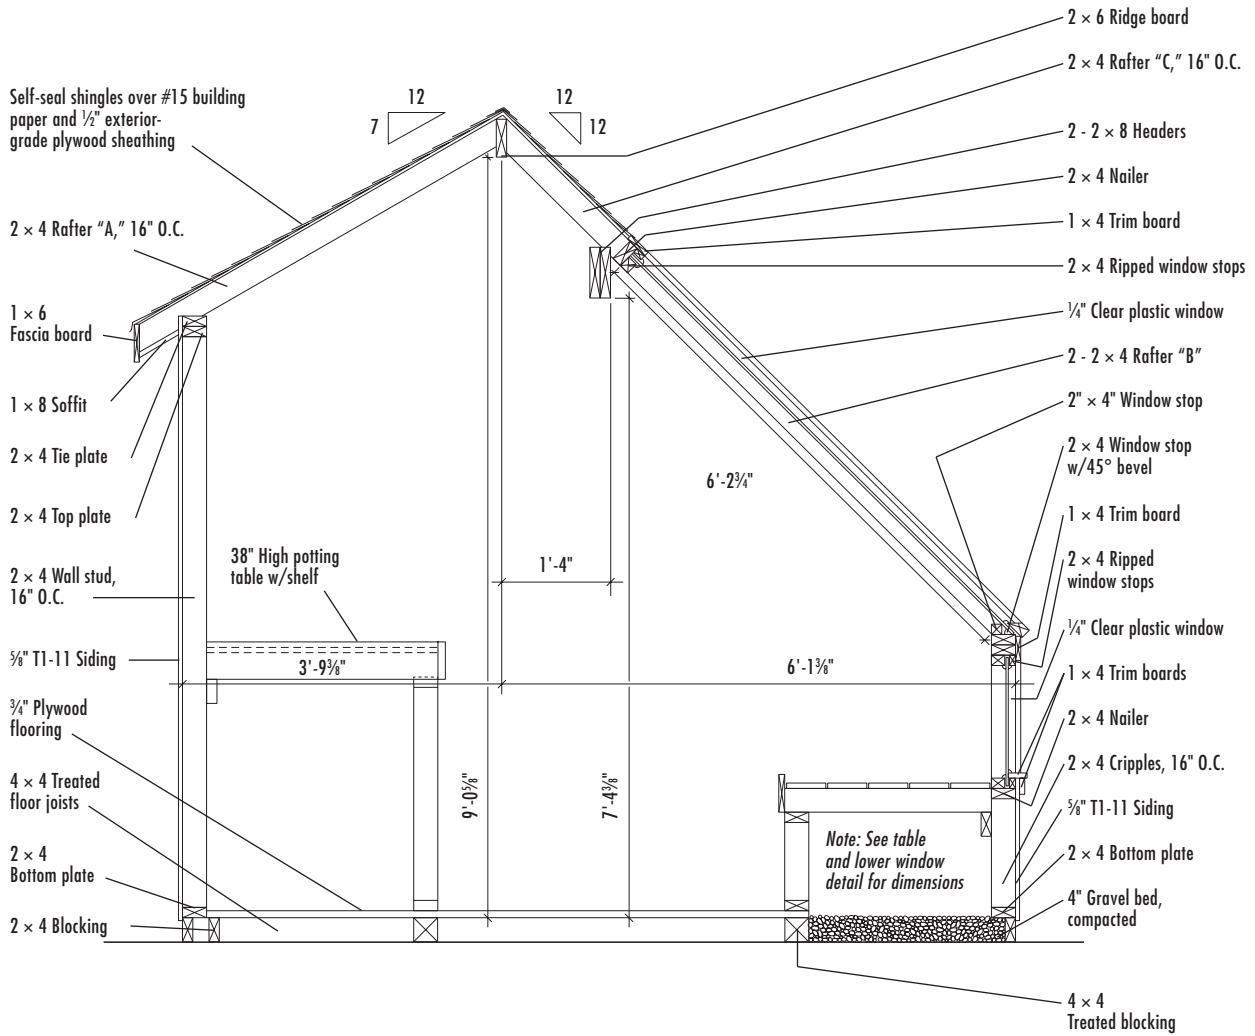 Self-seal shingles over #15 building
paper and ½" exterior-
grade plywood sheathing
2 × 4 Rafter “A,” 16" O.C.
1 × 6
Fascia board
1 × 8 Soffit
2 × 4 Tie plate
2 × 4 Top plate
2 × 4 Wall stud,
16" O.C.
⅝" T1-11 Siding
¾" Plywood
flooring
4 × 4 Treated
floor joists
2 × 4
Bottom plate
2 × 4 Blocking
12
7
12
12
38" High potting
table w/shelf
3'-9⅜"
1'-4"
6'-2¾"
6'-1⅜"
9'-0⅝"
7'-4⅜"
Note: See table
and lower window
detail for dimensions
2 × 6 Ridge board
2 × 4 Rafter “C,” 16" O.C.
2 - 2 × 8 Headers
2 × 4 Nailer
1 × 4 Trim board
2 × 4 Ripped window stops
¼" Clear plastic window
2 - 2 × 4 Rafter “B”
2" × 4" Window stop
2 × 4 Window stop
w/45° bevel
1 × 4 Trim board
2 × 4 Ripped
window stops
¼" Clear plastic window
1 × 4 Trim boards
2 × 4 Nailer
2 × 4 Cripples, 16" O.C.
⅝" T1-11 Siding
2 × 4 Bottom plate
4" Gravel bed,
compacted
4 × 4
Treated blocking